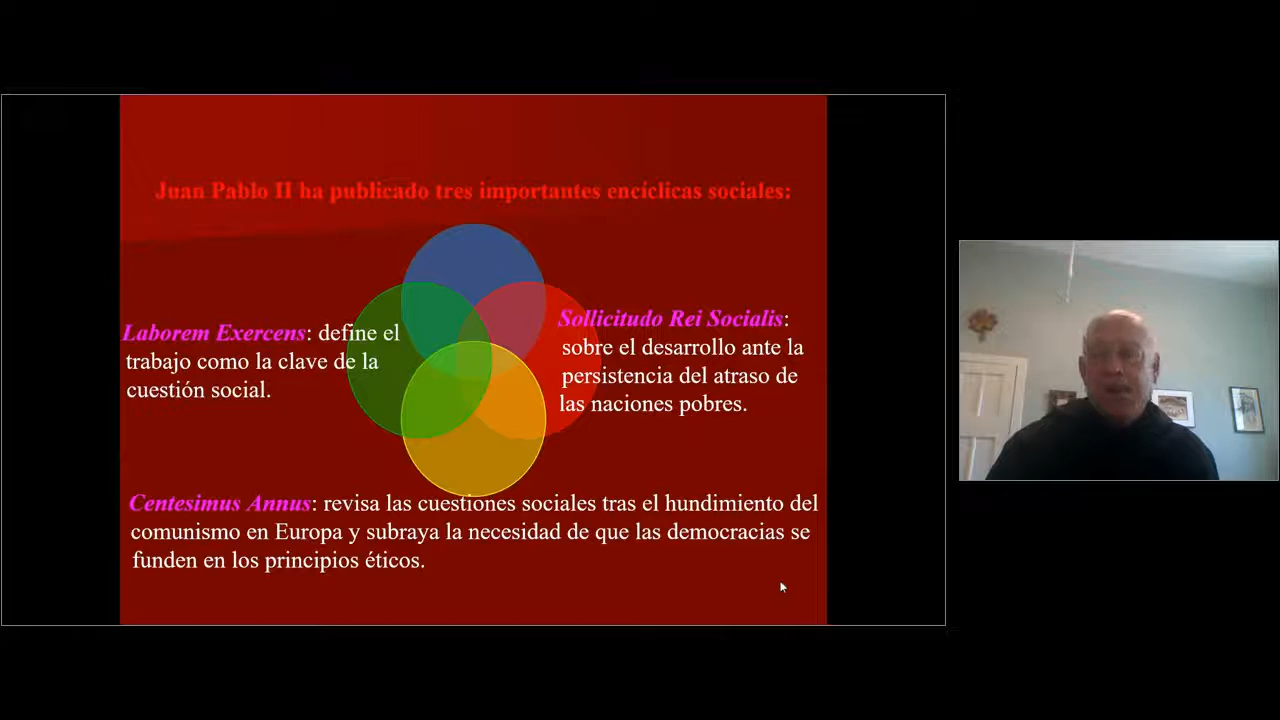 Juan Pablo II ha publicado tres importantes encíclicas sociales:
Laborem Exercens: define el
trabajo como la clave de la
cuestión social.
Sollicitudo Rei Socialis:
sobre el desarrollo ante la
persistencia del atraso de
las naciones pobres.
Centesimus Annus: revisa las cuestiones sociales tras el hundimiento del
comunismo en Europa y subraya la necesidad de que las democracias se
funden en los principios éticos.